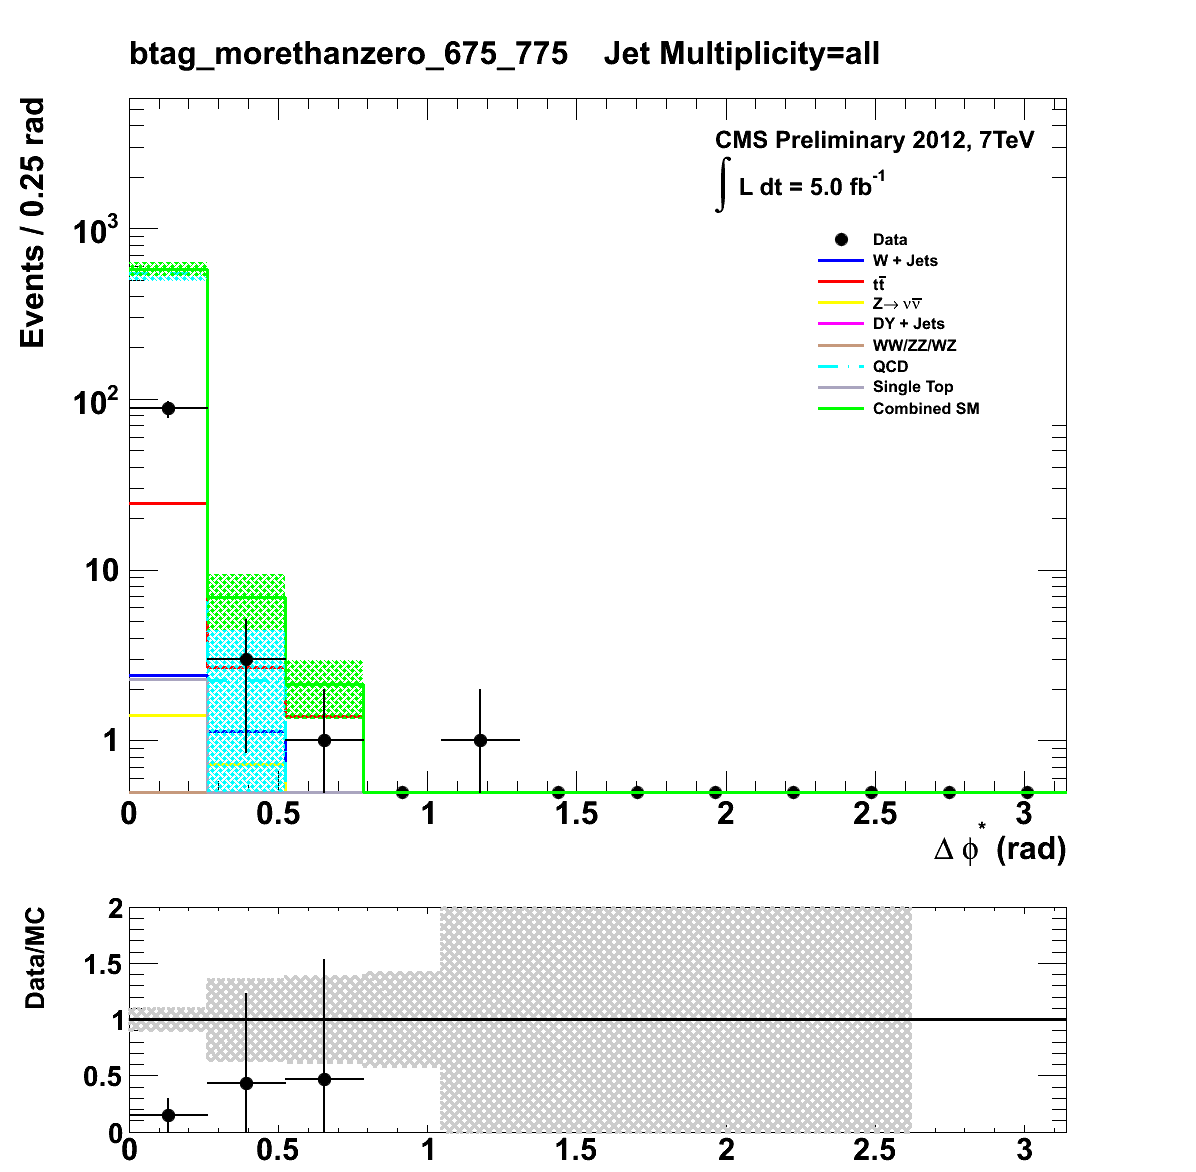 btag_morethanzero_675_775 Jet Multiplicity=all
Events / 0.25 rad
CMS Preliminary 2012, 7TeV
∫ L dt = 5.0 fb⁻¹
Data
W + Jets
tt̅
Z→ νν̅
DY + Jets
WW/ZZ/WZ
QCD
Single Top
Combined SM
10³
10²
10
1
0 0.5 1 1.5 2 2.5 3
Δ ϕ* (rad)
Data/MC
2
1.5
1
0.5
0
0 0.5 1 1.5 2 2.5 3